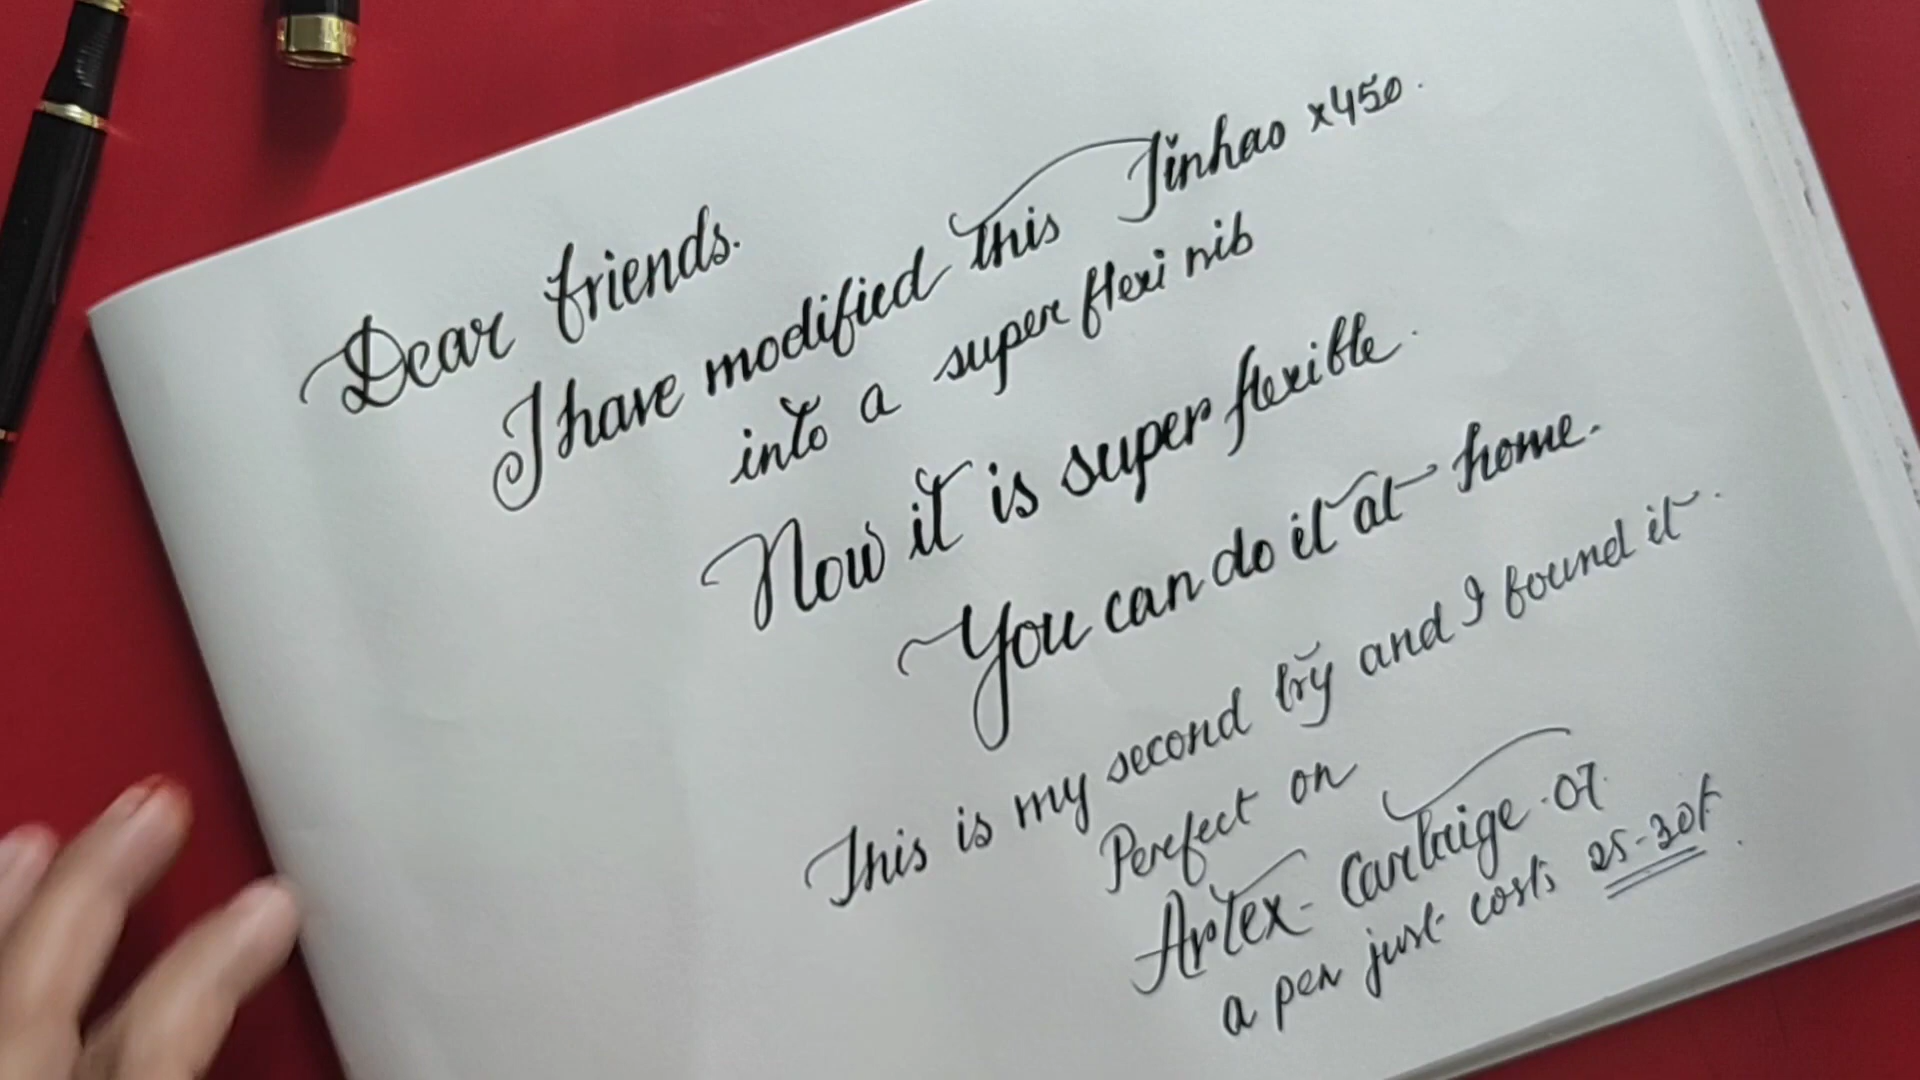 Dear friends.
I have modified this Jinhao x450.
into a super flexi nib
Now it is super flexible.
You can do it at home.
This is my second try and I found it.
Perefect on
Artex- Cartrige .07
a pen just costs 25-30